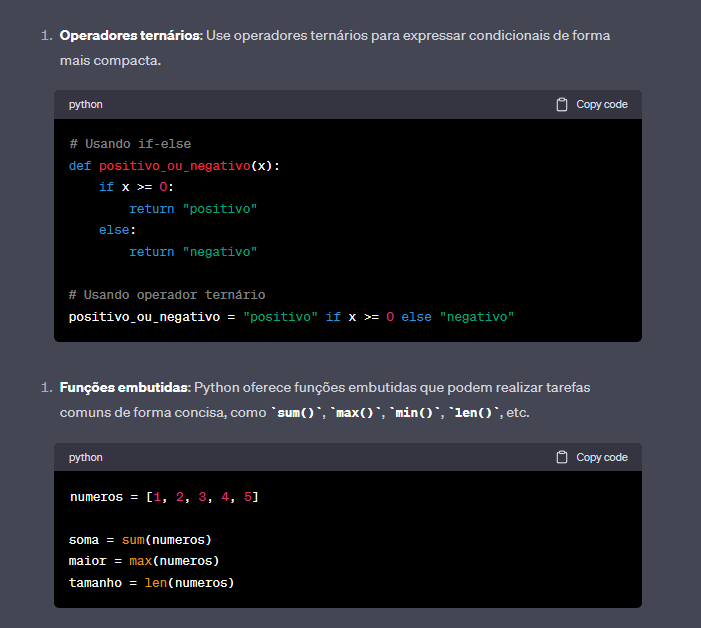 1. Operadores ternários: Use operadores ternários para expressar condicionais de forma
mais compacta.
python Copy code
# Usando if-else
def positivo_ou_negativo(x):
    if x >= 0:
        return "positivo"
    else:
        return "negativo"
# Usando operador ternário
positivo_ou_negativo = "positivo" if x >= 0 else "negativo"
1. Funções embutidas: Python oferece funções embutidas que podem realizar tarefas
comuns de forma concisa, como `sum()`, `max()`, `min()`, `len()`, etc.
python Copy code
numeros = [1, 2, 3, 4, 5]
soma = sum(numeros)
maior = max(numeros)
tamanho = len(numeros)